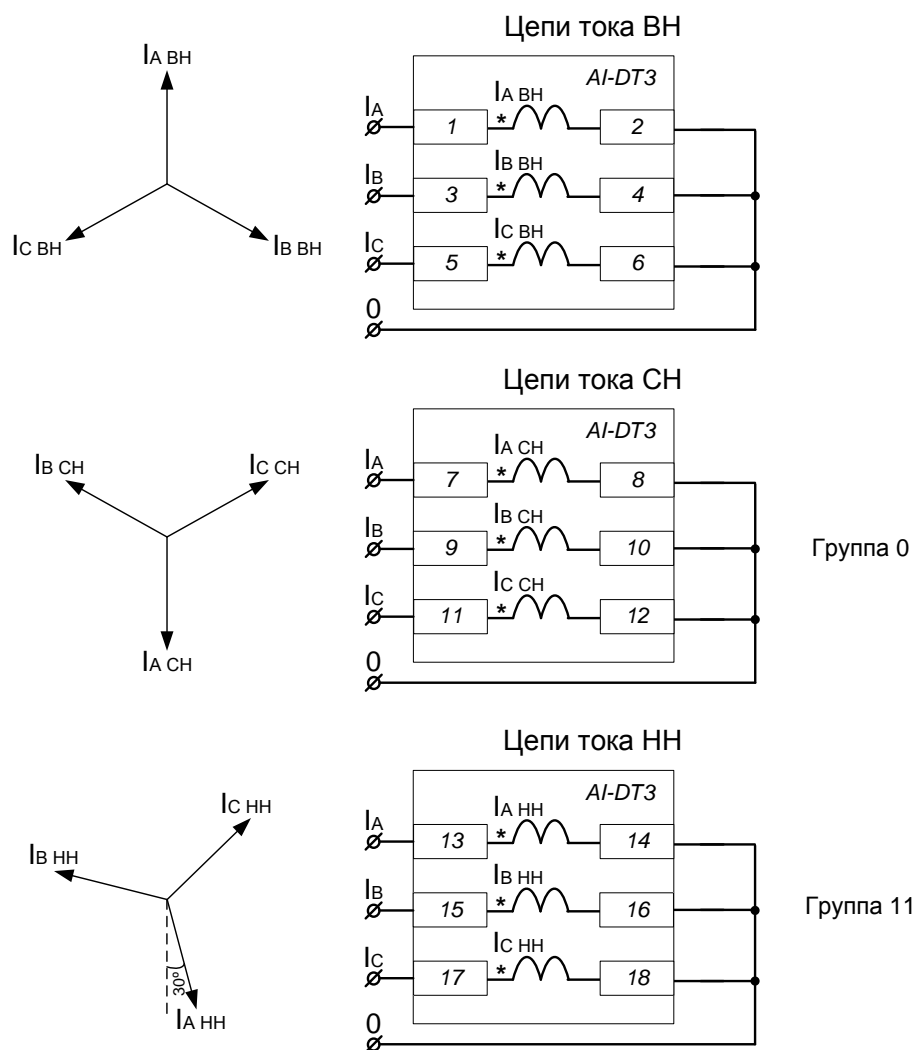 Цепи тока ВН
IA ВН
IC ВН
IB ВН
AI-DT3
IA
1
*
IA ВН
2
IB
3
*
IB ВН
4
IC
5
*
IC ВН
6
0
Цепи тока СН
IB СН
IC СН
IA СН
AI-DT3
IA
7
*
IA СН
8
IB
9
*
IB СН
10
IC
11
*
IC СН
12
0
Группа 0
Цепи тока НН
IC НН
IB НН
30º
IA НН
AI-DT3
IA
13
*
IA НН
14
IB
15
*
IB НН
16
IC
17
*
IC НН
18
0
Группа 11